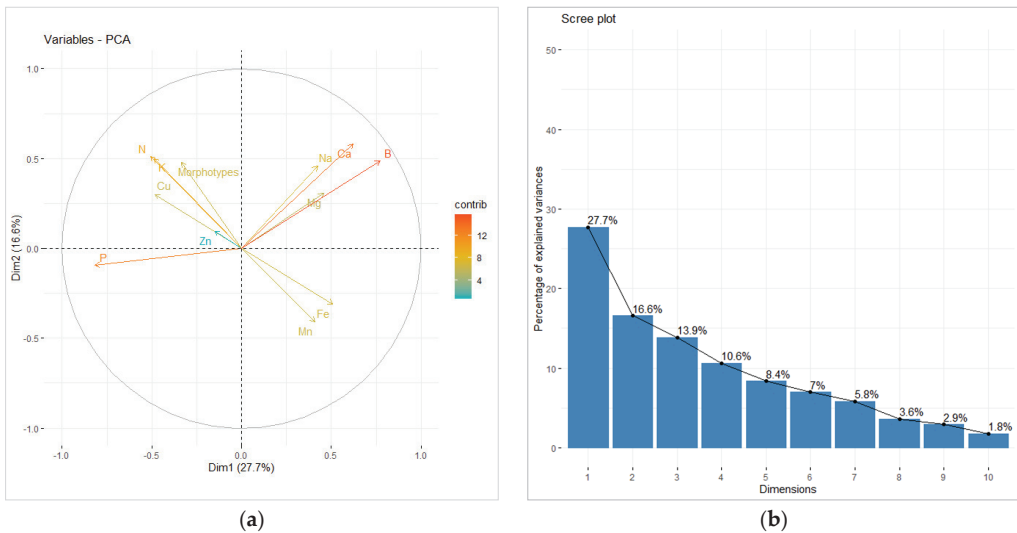 Variables - PCA
1.0
0.5
0.0
-0.5
-1.0
Dim2 (16.6%)
N
K
Morphotypes
Cu
Zn
P
Na
Ca
B
Mg
Fe
Mn
contrib
12
8
4
-1.0
-0.5
0.0
0.5
1.0
Dim1 (27.7%)
(a)
Scree plot
50
40
30
20
10
0
Percentage of explained variances
27.7%
16.6%
13.9%
10.6%
8.4%
7%
5.8%
3.6%
2.9%
1.8%
1
2
3
4
5
6
7
8
9
10
Dimensions
(b)